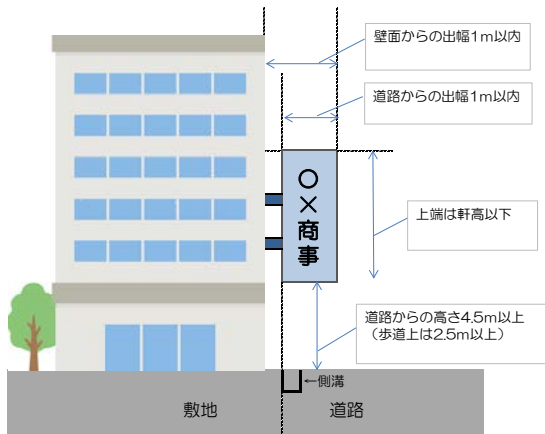 壁面からの出幅1m以内
道路からの出幅1m以内
〇×商事
上端は軒高以下
道路からの高さ4.5m以上
（歩道上は2.5m以上）
←側溝
敷地
道路